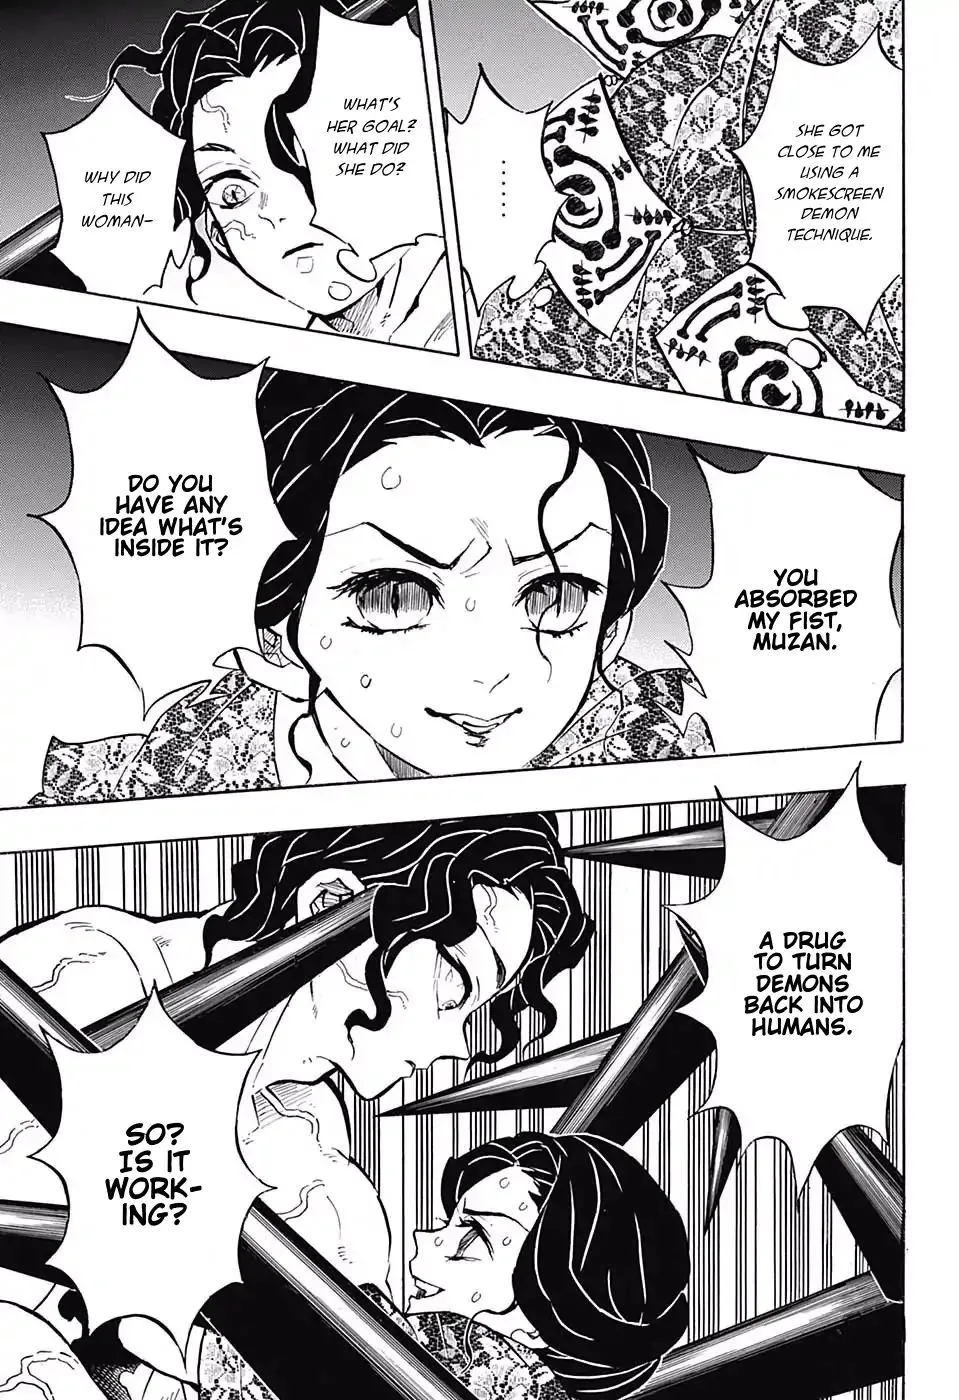 SHE GOT
CLOSE TO ME
USING A
SMOKESCREEN
DEMON
TECHNIQUE.
......
WHAT'S
HER GOAL?
WHAT DID
SHE DO?
WHY DID
THIS
WOMAN-
YOU
ABSORBED
MY FIST,
MUZAN.
DO YOU
HAVE ANY
IDEA WHAT'S
INSIDE IT?
A DRUG
TO TURN
DEMONS
BACK INTO
HUMANS.
SO?
IS IT
WORK-
ING?